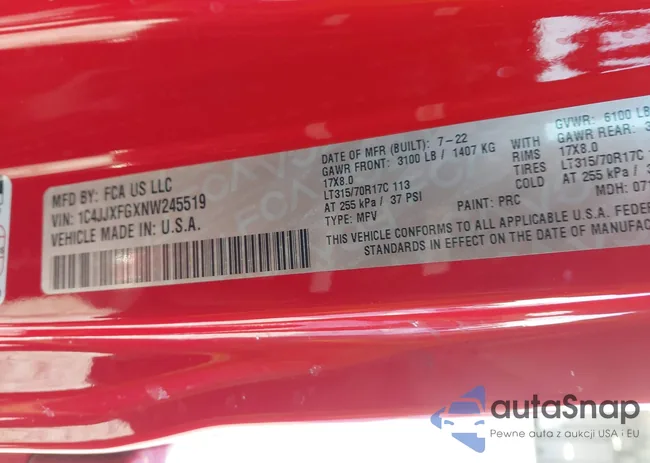 MFD BY: FCA US LLC
VIN: 1C4JJXFGXNW245519
VEHICLE MADE IN: U.S.A.
DATE OF MFR (BUILT): 7-22
GAWR FRONT: 3100 LB / 1407 KG
17X8.0
LT315/70R17C 113
AT 255 kPa / 37 PSI
TYPE: MPV
PAINT: PRC
WITH
RIMS
TIRES
COLD
GVWR: 6100 LB
GAWR REAR: 3
17X8.0
LT315/70R17C
AT 255 kPa /
MDH: 071
THIS VEHICLE CONFORMS TO ALL APPLICABLE U.S.A. FEDER
STANDARDS IN EFFECT ON THE DATE OF MANUFAC
autoSnap
Pewne auta z aukcji USA i EU